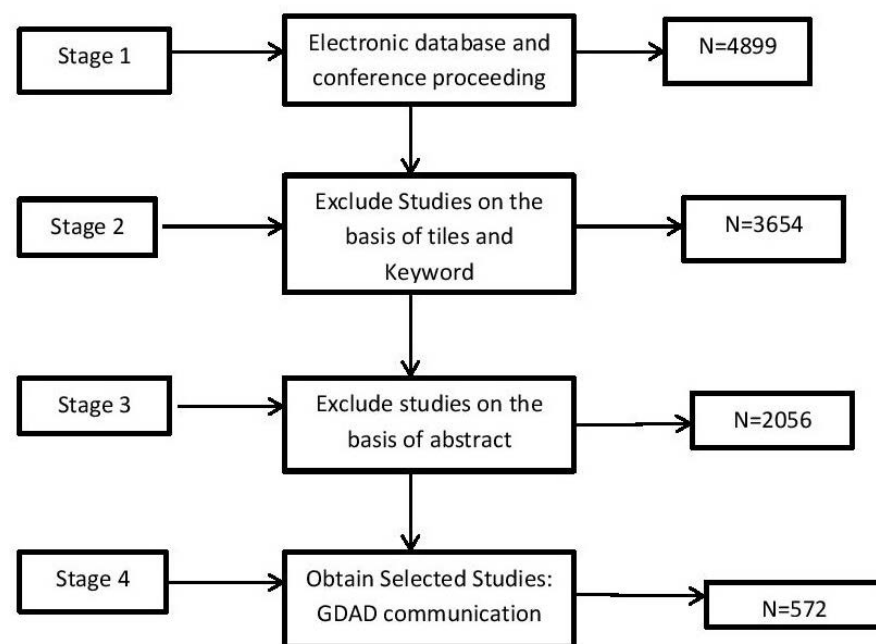 Stage 1
Electronic database and
conference proceeding
N=4899
Stage 2
Exclude Studies on the
basis of tiles and
Keyword
N=3654
Stage 3
Exclude studies on the
basis of abstract
N=2056
Stage 4
Obtain Selected Studies:
GDAD communication
N=572